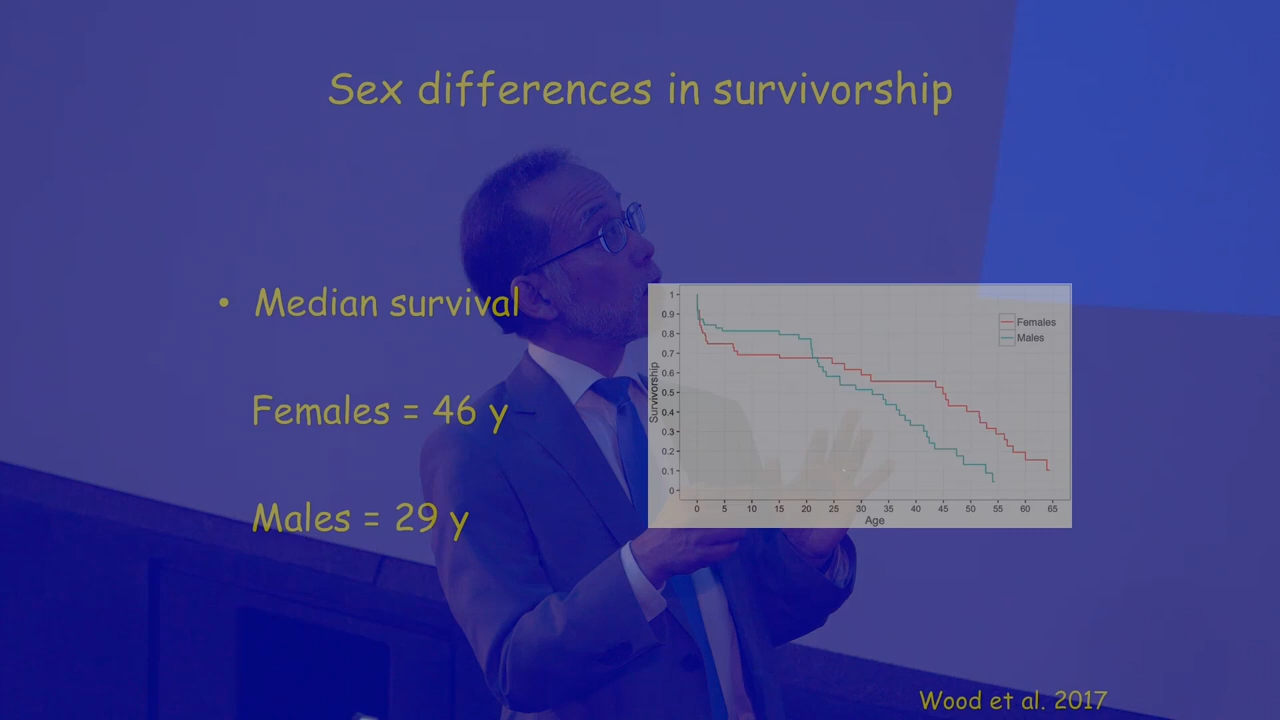 Sex differences in survivorship
• Median survival
Females = 46 y
Males = 29 y
Survivorship
1
0.9
0.8
0.7
0.6
0.5
0.4
0.3
0.2
0.1
0
Females
Males
0 5 10 15 20 25 30 35 40 45 50 55 60 65
Age
Wood et al. 2017